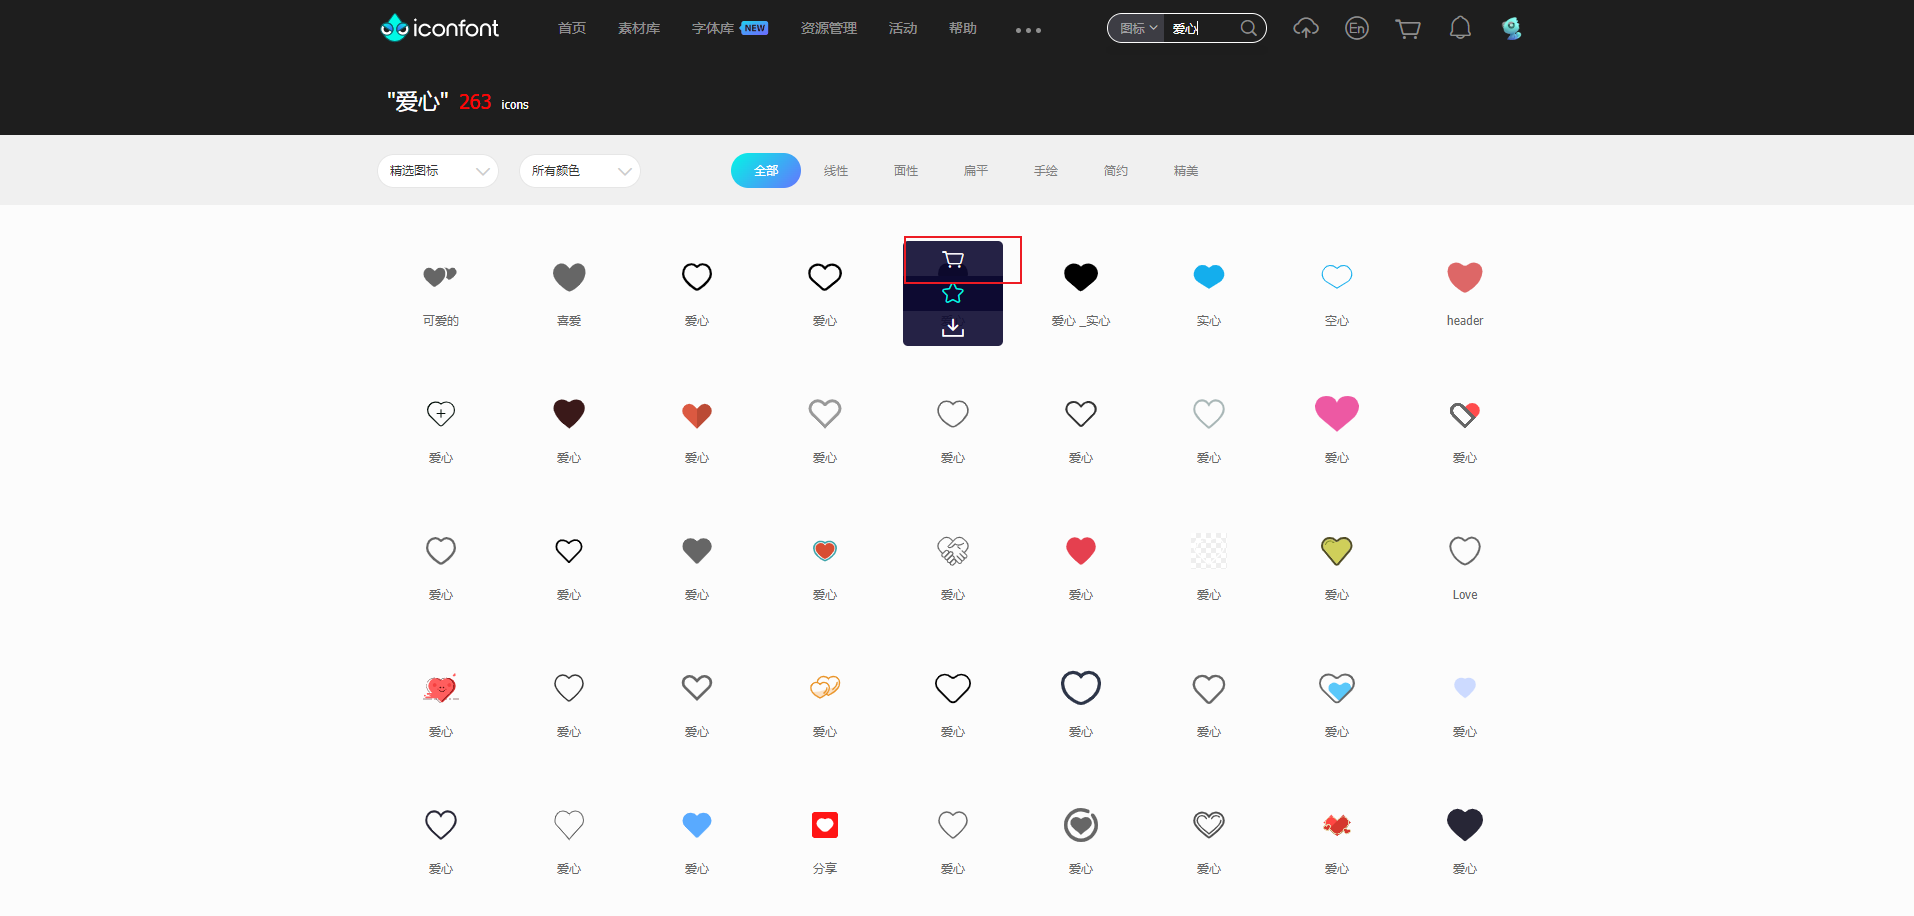 iconfont 首页 素材库 字体库 NEW 资源管理 活动 帮助 图标 爱心 En
"爱心" 263 icons
精选图标 所有颜色 全部 线性 面性 扁平 手绘 简约 精美
可爱的 喜爱 爱心 爱心 爱心 _实心 实心 空心 header
爱心 爱心 爱心 爱心 爱心 爱心 爱心 爱心 爱心
爱心 爱心 爱心 爱心 爱心 爱心 爱心 爱心 Love
爱心 爱心 爱心 爱心 爱心 爱心 爱心 爱心 爱心
爱心 爱心 爱心 分享 爱心 爱心 爱心 爱心 爱心